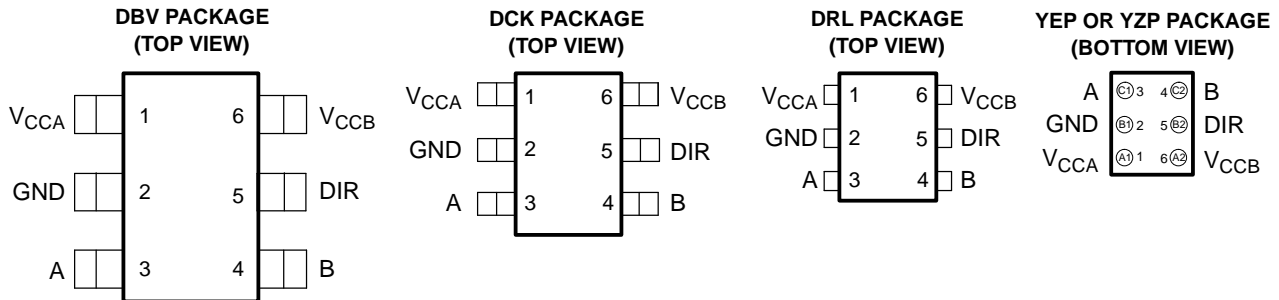 DBV PACKAGE
(TOP VIEW)
VCCA 1 6 VCCB
GND 2 5 DIR
A 3 4 B
DCK PACKAGE
(TOP VIEW)
VCCA 1 6 VCCB
GND 2 5 DIR
A 3 4 B
DRL PACKAGE
(TOP VIEW)
VCCA 1 6 VCCB
GND 2 5 DIR
A 3 4 B
YEP OR YZP PACKAGE
(BOTTOM VIEW)
A C1 3 4 C2 B
GND B1 2 5 B2 DIR
VCCA A1 1 6 A2 VCCB